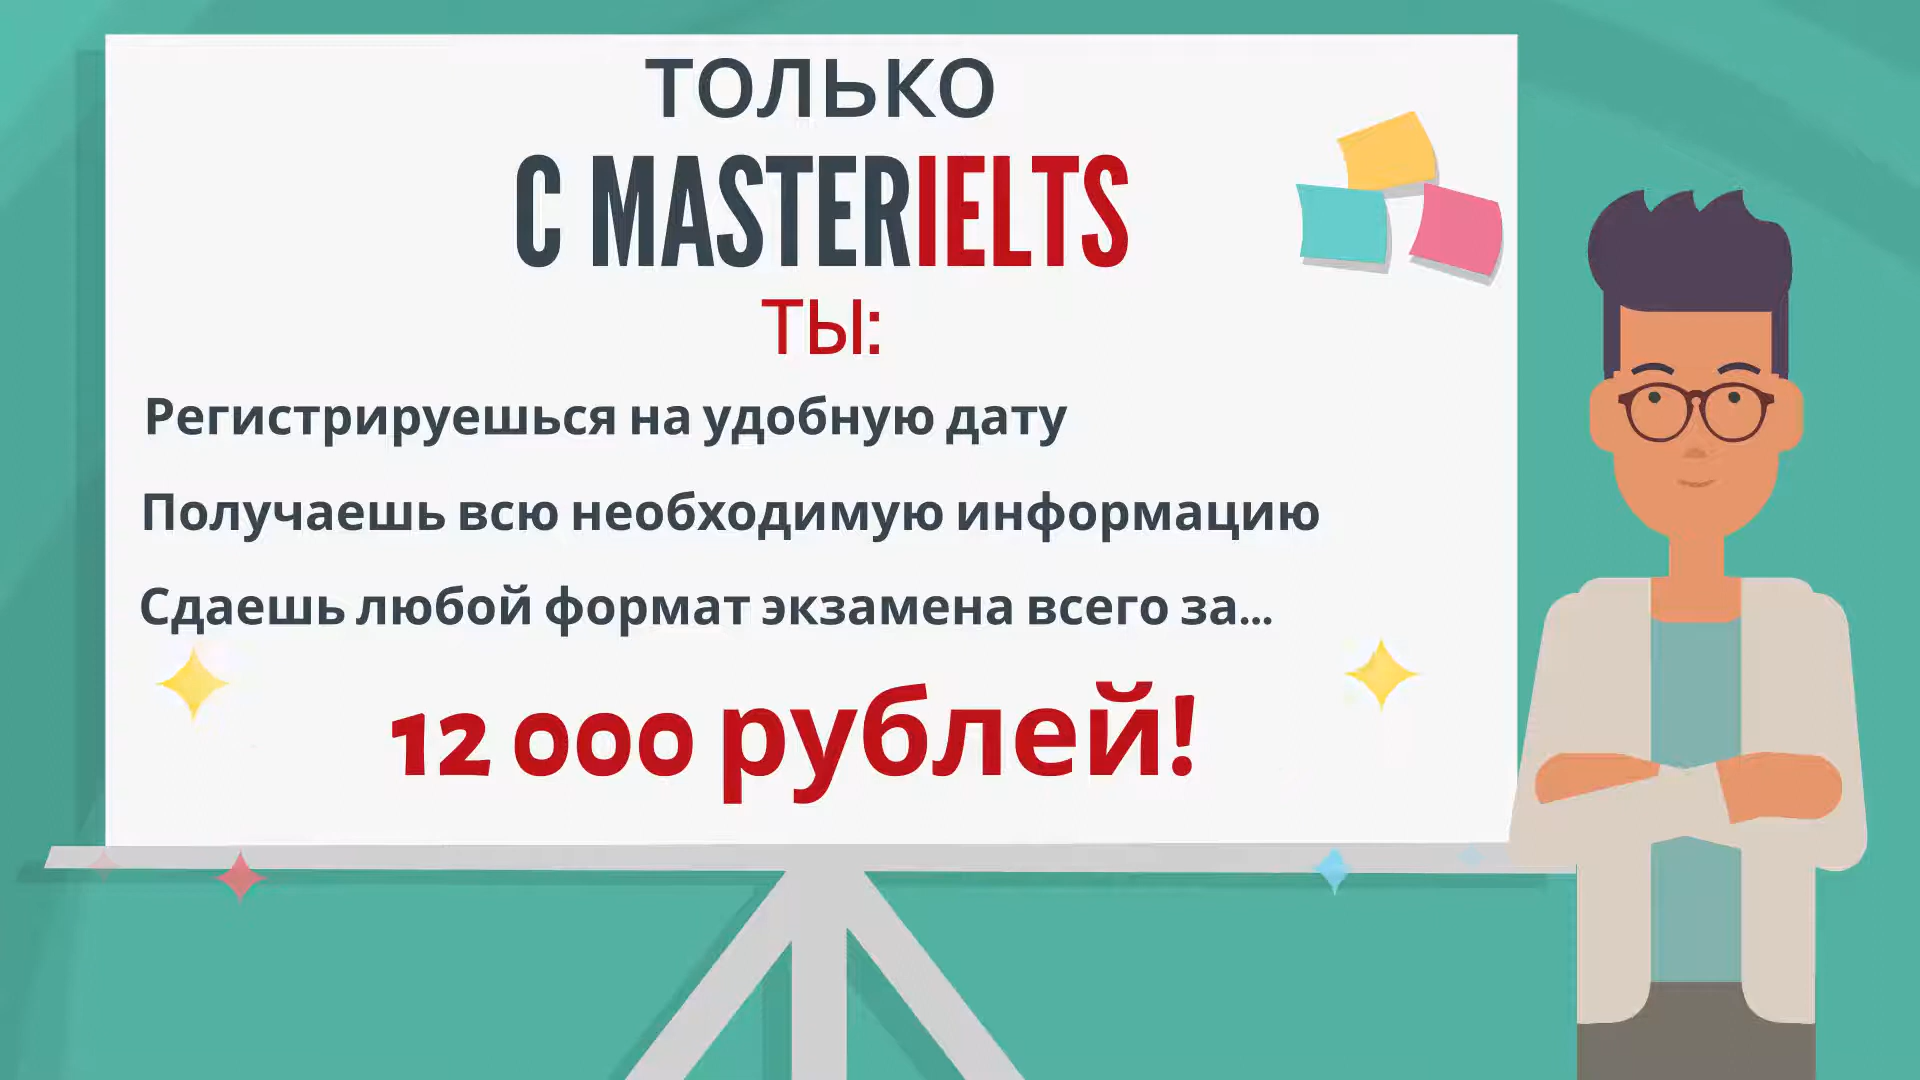 ТОЛЬКО
С MASTERIELTS
ТЫ:
Регистрируешься на удобную дату
Получаешь всю необходимую информацию
Сдаешь любой формат экзамена всего за...
12 000 рублей!